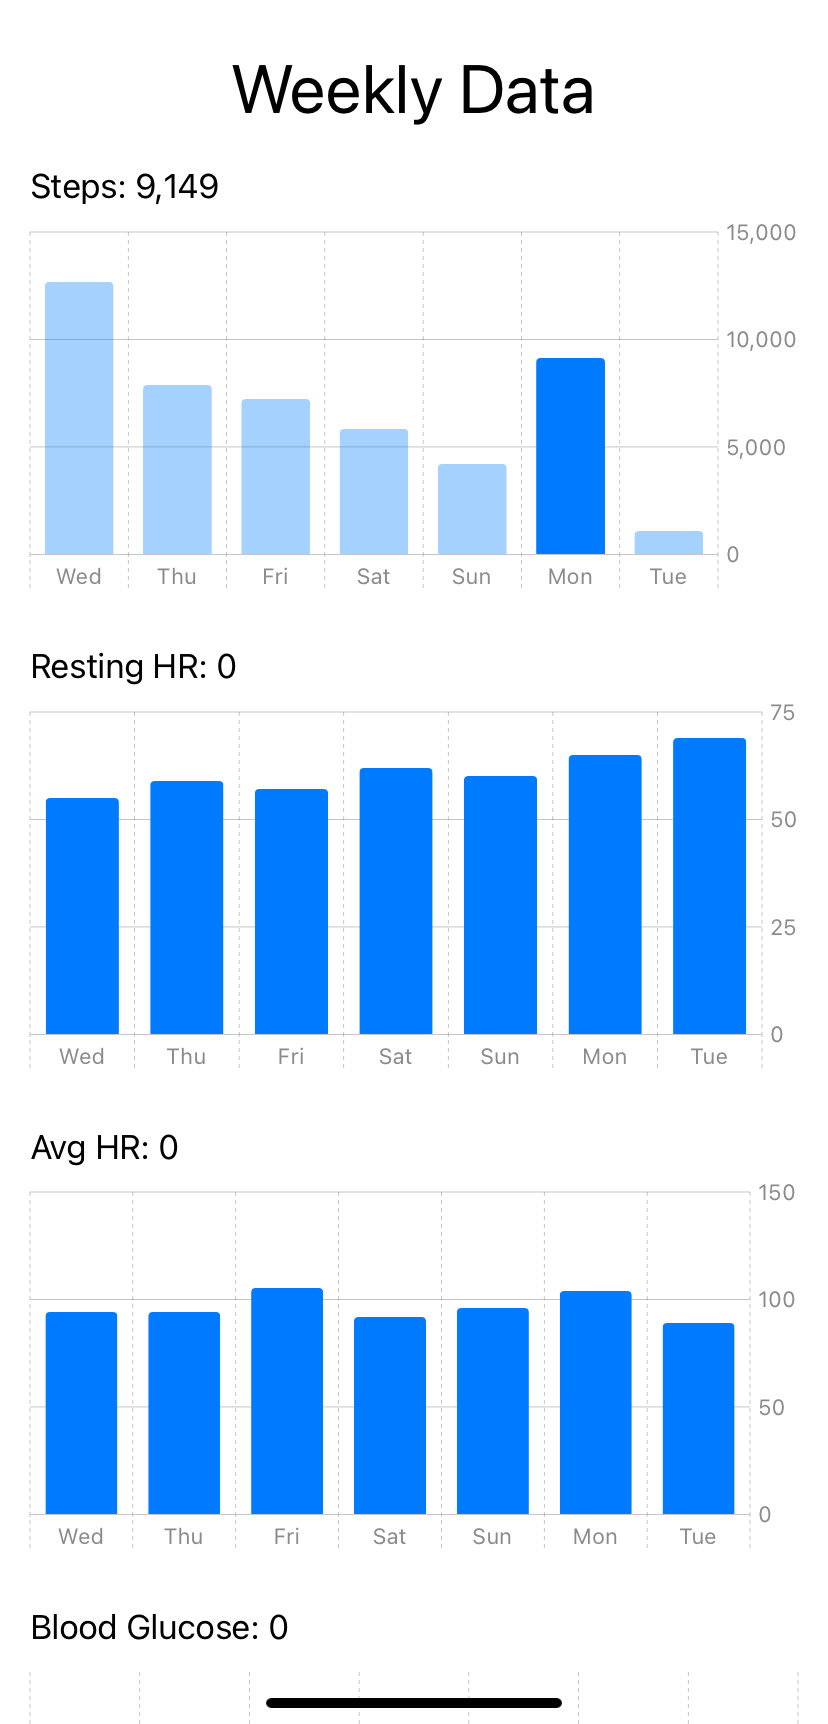 Weekly Data
Steps: 9,149
15,000
10,000
5,000
0
Wed Thu Fri Sat Sun Mon Tue
Resting HR: 0
75
50
25
0
Wed Thu Fri Sat Sun Mon Tue
Avg HR: 0
150
100
50
0
Wed Thu Fri Sat Sun Mon Tue
Blood Glucose: 0